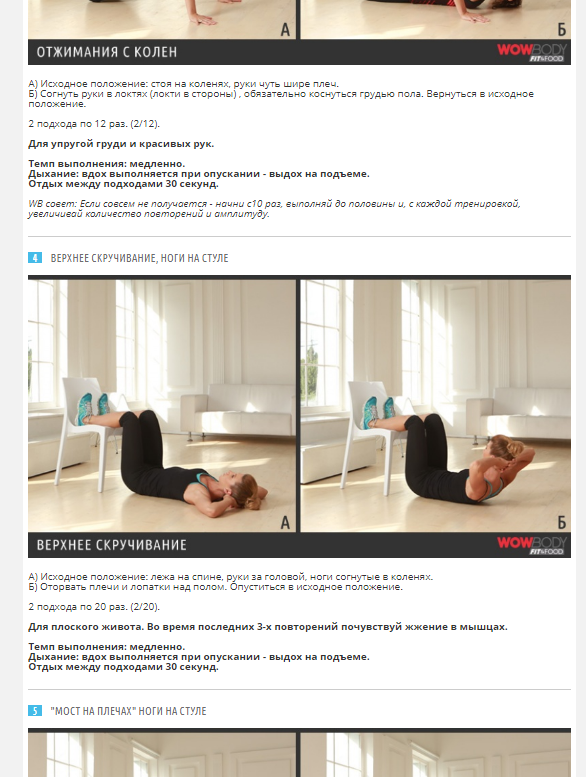 А
Б
ОТЖИМАНИЯ С КОЛЕН
WOWBODY
FIT&FOOD
А) Исходное положение: стоя на коленях, руки чуть шире плеч.
Б) Согнуть руки в локтях (локти в стороны) , обязательно коснуться грудью пола. Вернуться в исходное
положение.
2 подхода по 12 раз. (2/12).
Для упругой груди и красивых рук.
Темп выполнения: медленно.
Дыхание: вдох выполняется при опускании - выдох на подъеме.
Отдых между подходами 30 секунд.
WB совет: Если совсем не получается - начни с10 раз, выполняй до половины и, с каждой тренировкой,
увеличивай количество повторений и амплитуду.
4 ВЕРХНЕЕ СКРУЧИВАНИЕ, НОГИ НА СТУЛЕ
А
Б
ВЕРХНЕЕ СКРУЧИВАНИЕ
WOWBODY
FIT&FOOD
А) Исходное положение: лежа на спине, руки за головой, ноги согнутые в коленях.
Б) Оторвать плечи и лопатки над полом. Опуститься в исходное положение.
2 подхода по 20 раз. (2/20).
Для плоского живота. Во время последних 3-х повторений почувствуй жжение в мышцах.
Темп выполнения: медленно.
Дыхание: вдох выполняется при опускании - выдох на подъеме.
Отдых между подходами 30 секунд.
5 "МОСТ НА ПЛЕЧАХ" НОГИ НА СТУЛЕ